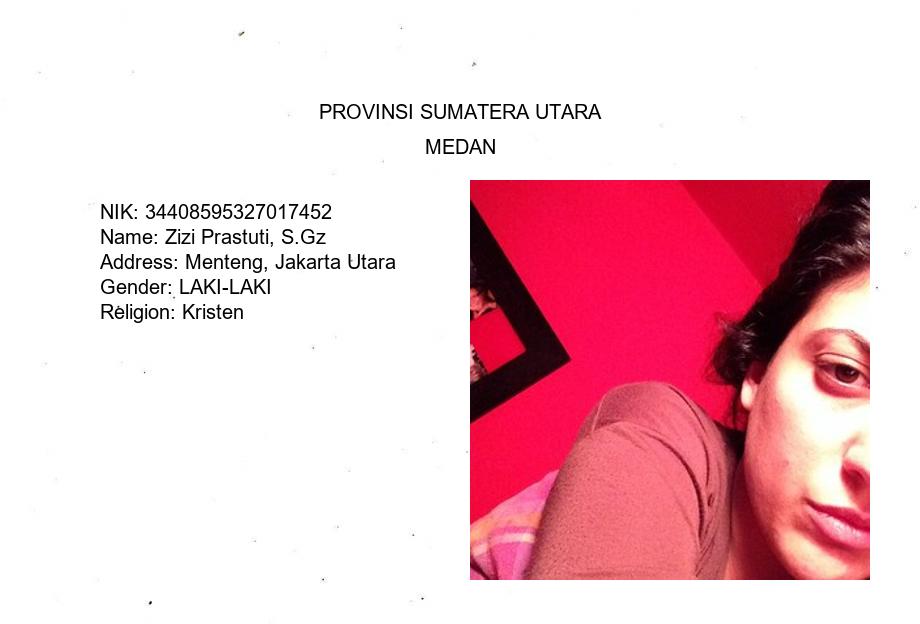 PROVINSI SUMATERA UTARA
MEDAN
NIK: 34408595327017452
Name: Zizi Prastuti, S.Gz
Address: Menteng, Jakarta Utara
Gender: LAKI-LAKI
Religion: Kristen